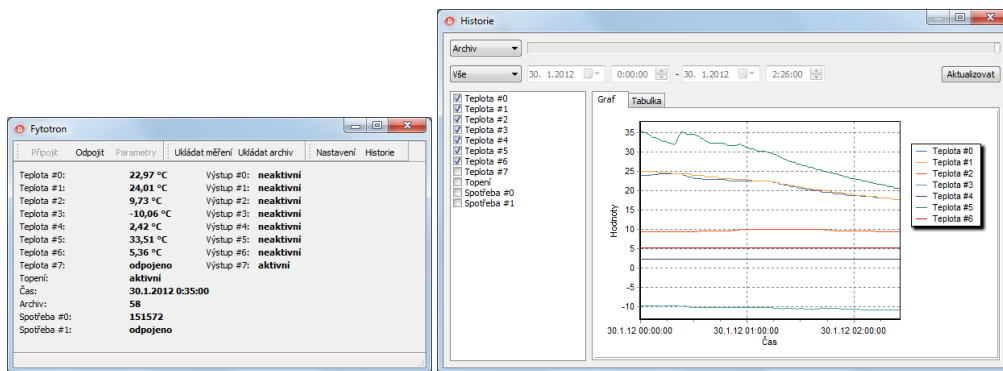 Fytotron
Připojit Odpojit Parametry Ukládat měření Ukládat archiv Nastavení Historie
Teplota #0: 22,97 °C Výstup #0: neaktivní
Teplota #1: 24,01 °C Výstup #1: neaktivní
Teplota #2: 9,73 °C Výstup #2: neaktivní
Teplota #3: -10,06 °C Výstup #3: neaktivní
Teplota #4: 2,42 °C Výstup #4: neaktivní
Teplota #5: 33,51 °C Výstup #5: neaktivní
Teplota #6: 5,36 °C Výstup #6: neaktivní
Teplota #7: odpojeno Výstup #7: aktivní
Topení: aktivní
Čas: 30.1.2012 0:35:00
Archiv: 58
Spotřeba #0: 151572
Spotřeba #1: odpojeno
Historie
Archiv
Vše 30. 1.2012 0:00:00 - 30. 1.2012 2:26:00 Aktualizovat
Teplota #0
Teplota #1
Teplota #2
Teplota #3
Teplota #4
Teplota #5
Teplota #6
Teplota #7
Topení
Spotřeba #0
Spotřeba #1
Graf Tabulka
Hodnoty
35
30
25
20
15
10
5
0
-5
-10
30.1.12 00:00:00 30.1.12 01:00:00 30.1.12 02:00:00
Čas
Teplota #0
Teplota #1
Teplota #2
Teplota #3
Teplota #4
Teplota #5
Teplota #6